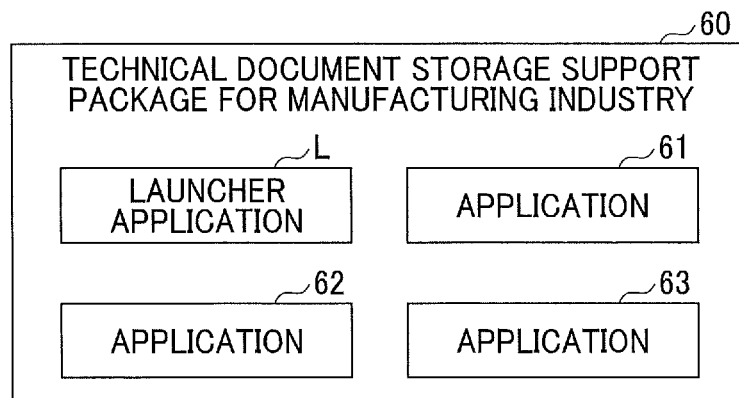 60
TECHNICAL DOCUMENT STORAGE SUPPORT
PACKAGE FOR MANUFACTURING INDUSTRY
L
LAUNCHER
APPLICATION
61
APPLICATION
62
APPLICATION
63
APPLICATION